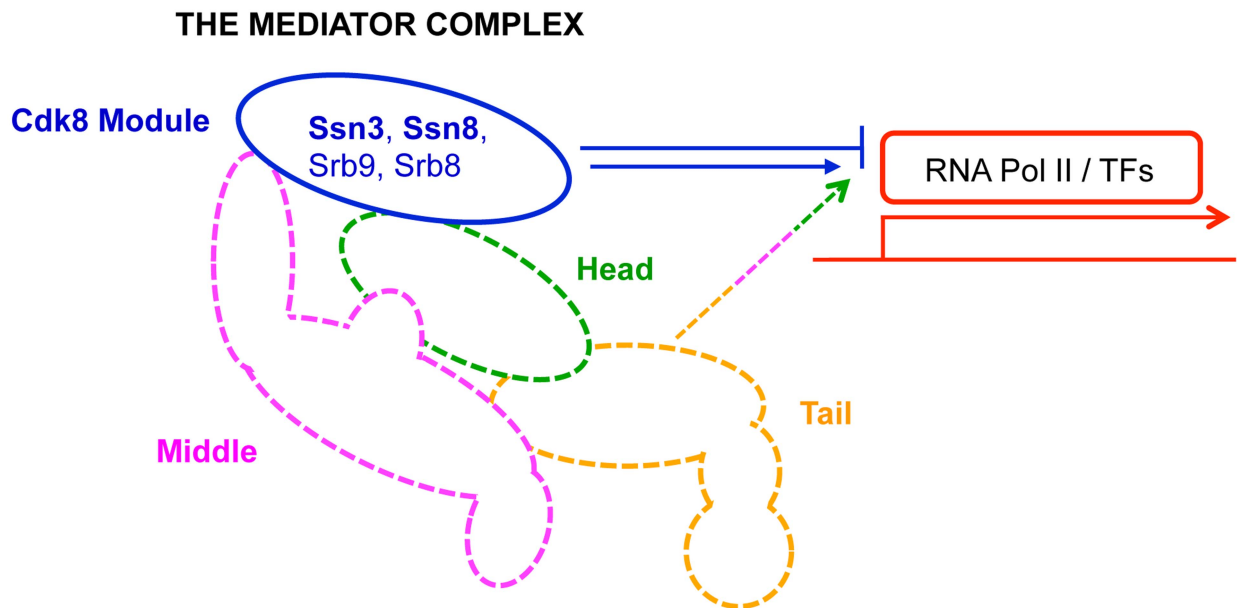 THE MEDIATOR COMPLEX
Cdk8 Module
Ssn3, Ssn8,
Srb9, Srb8
RNA Pol II / TFs
Head
Tail
Middle